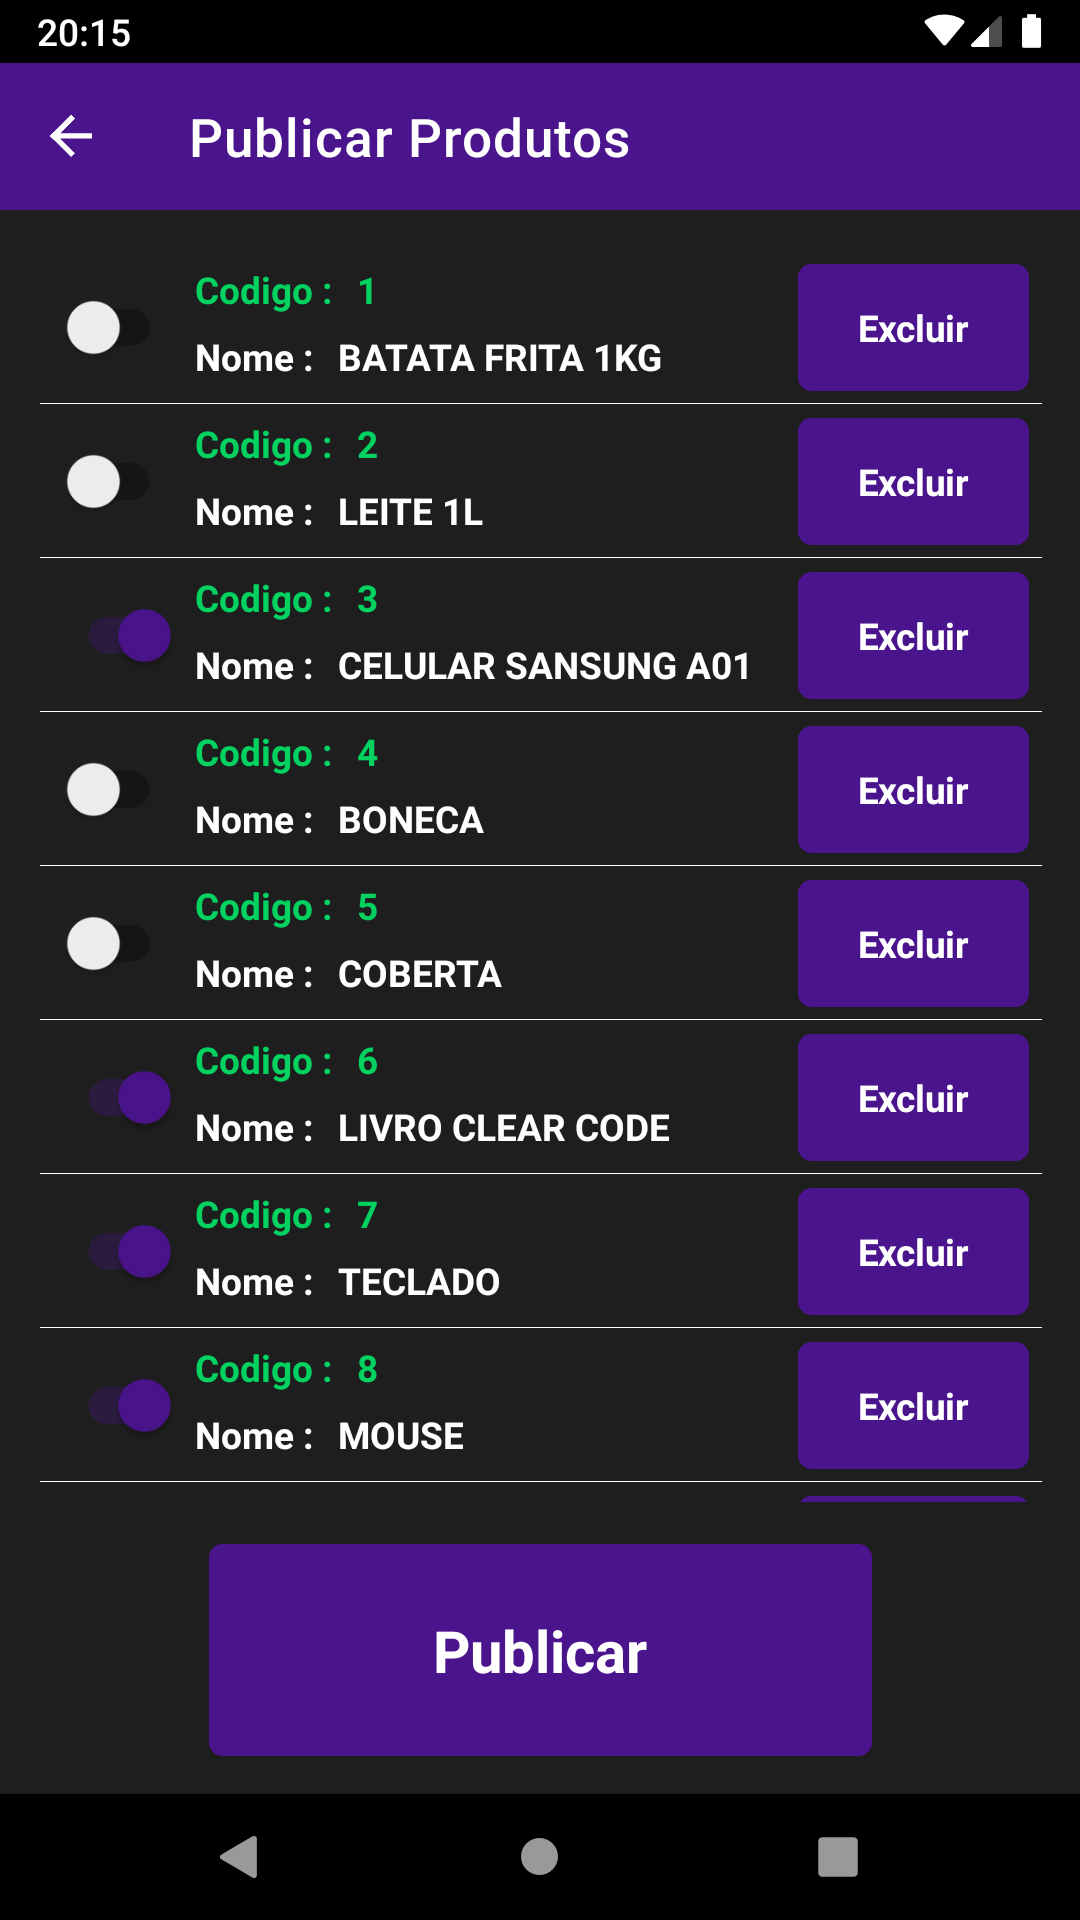 20:15
Publicar Produtos
Codigo : 1
Nome : BATATA FRITA 1KG
Excluir
Codigo : 2
Nome : LEITE 1L
Excluir
Codigo : 3
Nome : CELULAR SANSUNG A01
Excluir
Codigo : 4
Nome : BONECA
Excluir
Codigo : 5
Nome : COBERTA
Excluir
Codigo : 6
Nome : LIVRO CLEAR CODE
Excluir
Codigo : 7
Nome : TECLADO
Excluir
Codigo : 8
Nome : MOUSE
Excluir
Publicar